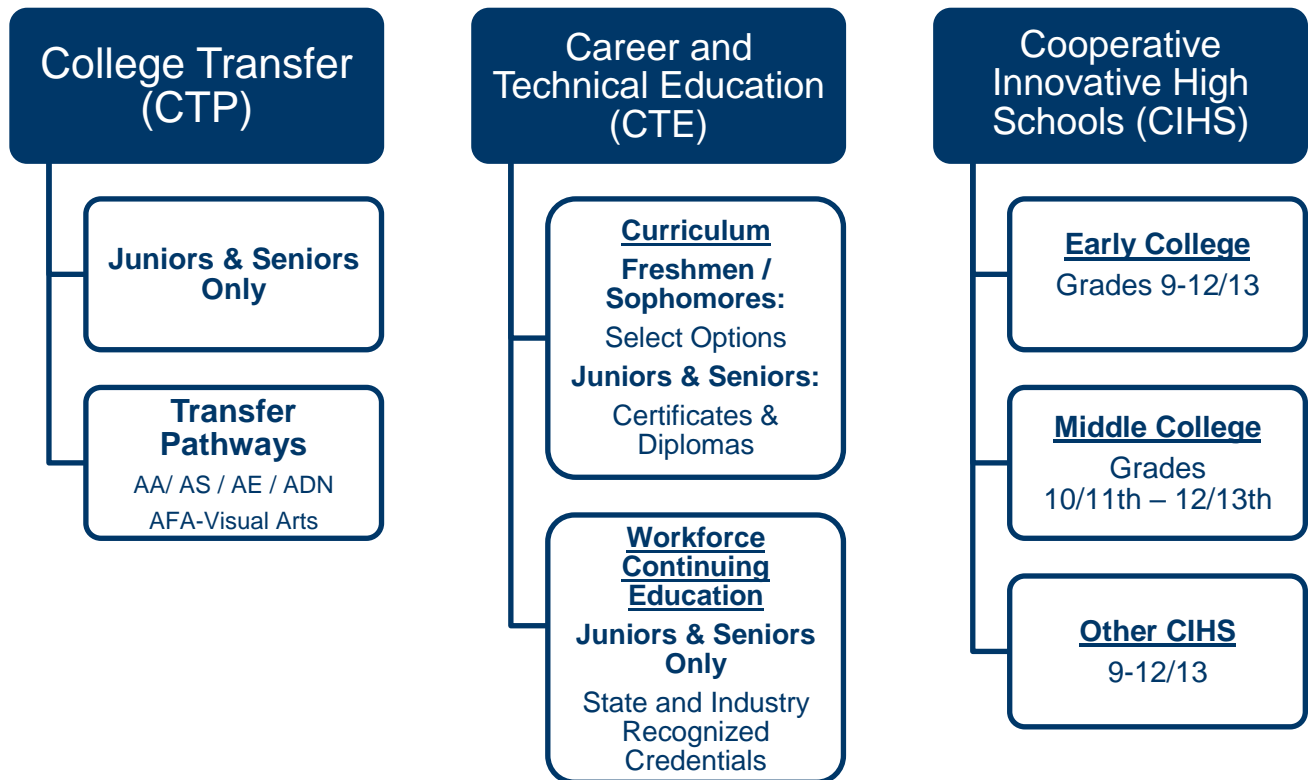 College Transfer
(CTP)
Juniors & Seniors
Only
Transfer
Pathways
AA/ AS / AE / ADN
AFA-Visual Arts
Career and
Technical Education
(CTE)
Curriculum
Freshmen /
Sophomores:
Select Options
Juniors & Seniors:
Certificates &
Diplomas
Workforce
Continuing
Education
Juniors & Seniors
Only
State and Industry
Recognized
Credentials
Cooperative
Innovative High
Schools (CIHS)
Early College
Grades 9-12/13
Middle College
Grades
10/11th – 12/13th
Other CIHS
9-12/13